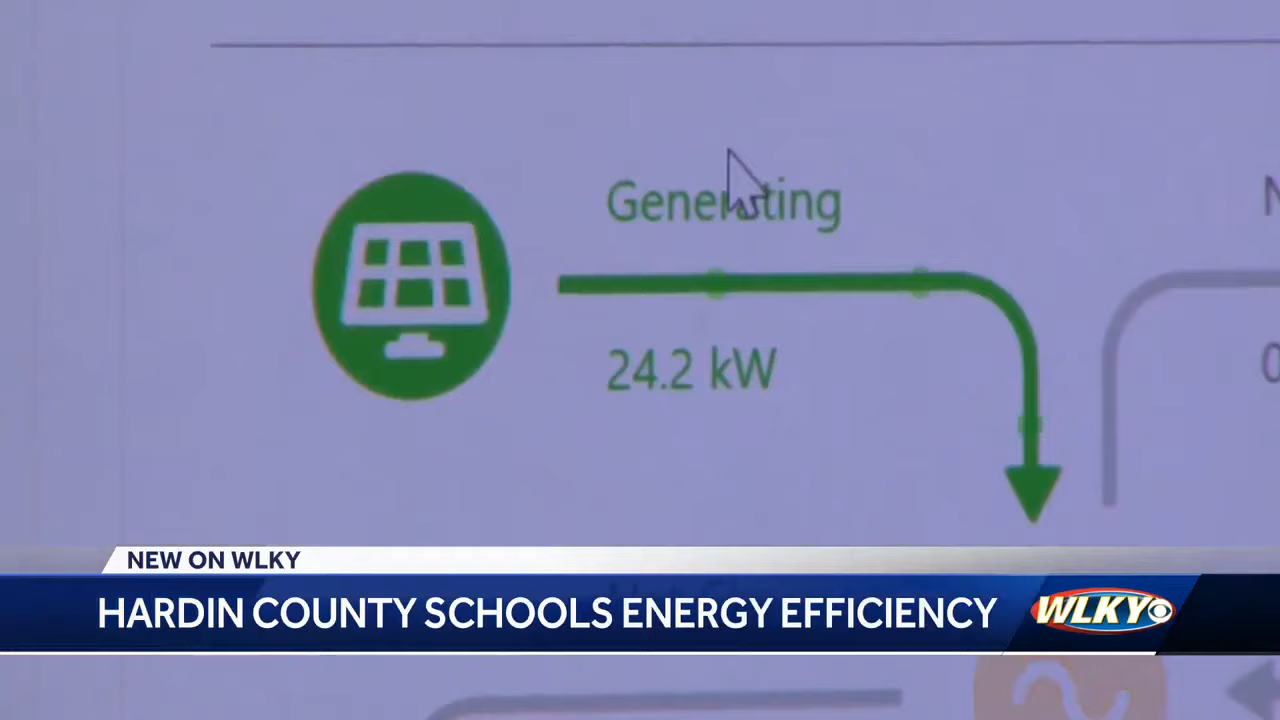 Generating
24.2 kW
NEW ON WLKY
HARDIN COUNTY SCHOOLS ENERGY EFFICIENCY
WLKY